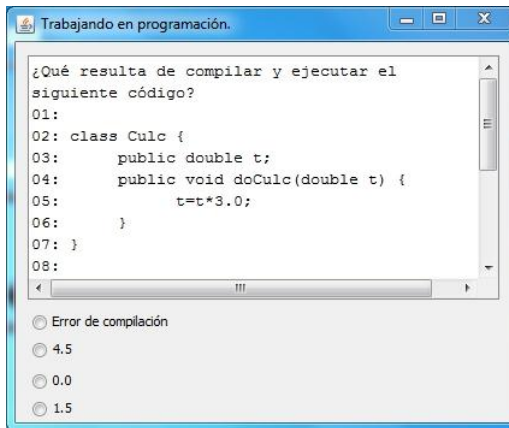 Trabajando en programación.
¿Qué resulta de compilar y ejecutar el
siguiente código?
01:
02: class Culc {
03:       public double t;
04:       public void doCulc(double t) {
05:             t=t*3.0;
06:       }
07: }
08:
Error de compilación
4.5
0.0
1.5